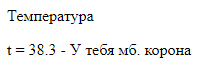 Температура
t = 38.3 - У тебя мб. корона